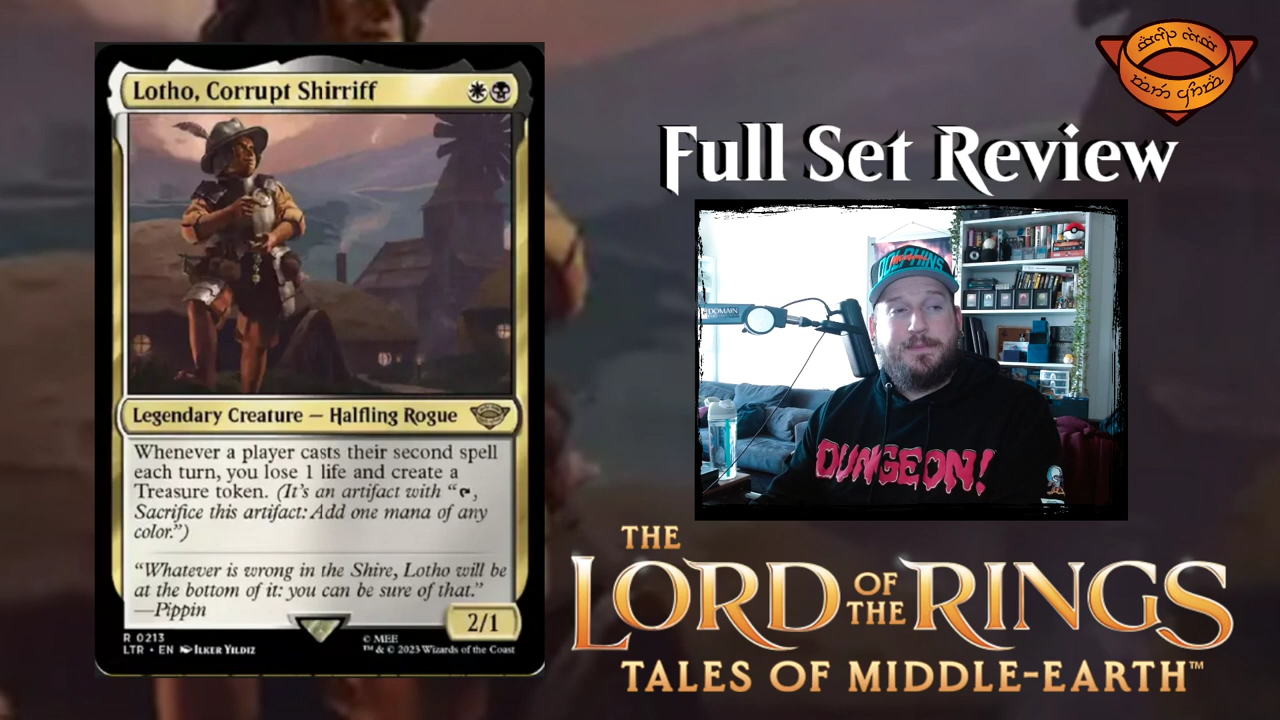 Lotho, Corrupt Shirriff
Legendary Creature — Halfling Rogue
Whenever a player casts their second spell
each turn, you lose 1 life and create a
Treasure token. (It's an artifact with “
,
Sacrifice this artifact: Add one mana of any
color.”)
“Whatever is wrong in the Shire, Lotho will be
at the bottom of it: you can be sure of that.”
—Pippin
2/1
R 0213
LTR • EN ILKER YILDIZ
© MEE
™ & © 2023 Wizards of the Coast
Full Set Review
DOLPHINS
DOMAIN
DUNGEON!
THE
LORD OF THE RINGS
TALES OF MIDDLE-EARTH™